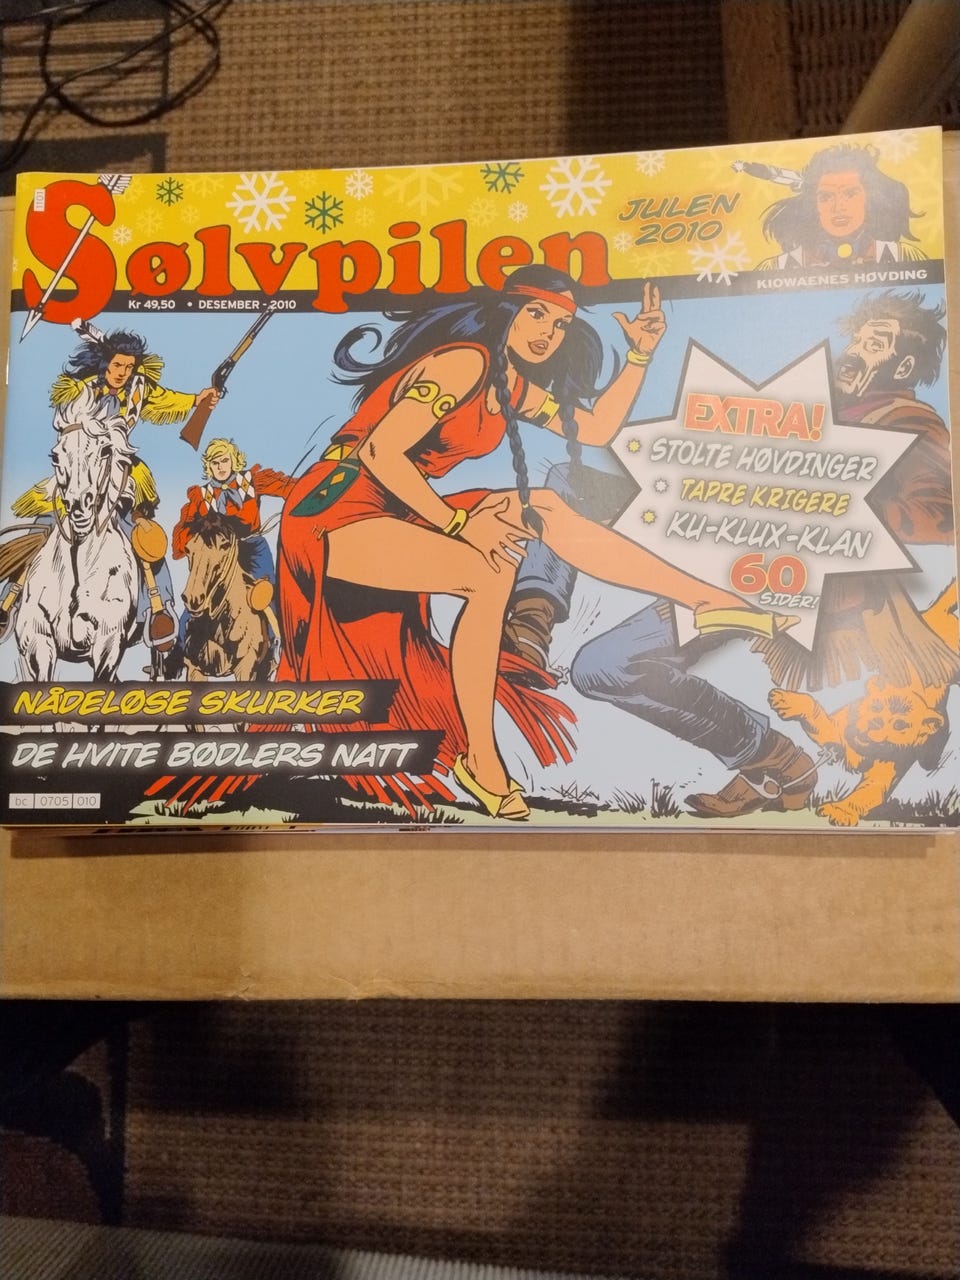 1101
Sølvpilen
JULEN
2010
KIOWAENES HØVDING
Kr 49,50 • DESEMBER - 2010
EXTRA!
STOLTE HØVDINGER
TAPRE KRIGERE
KU-KLUX-KLAN
60
SIDER!
NÅDELØSE SKURKER
DE HVITE BØDLERS NATT
bc 0705 010